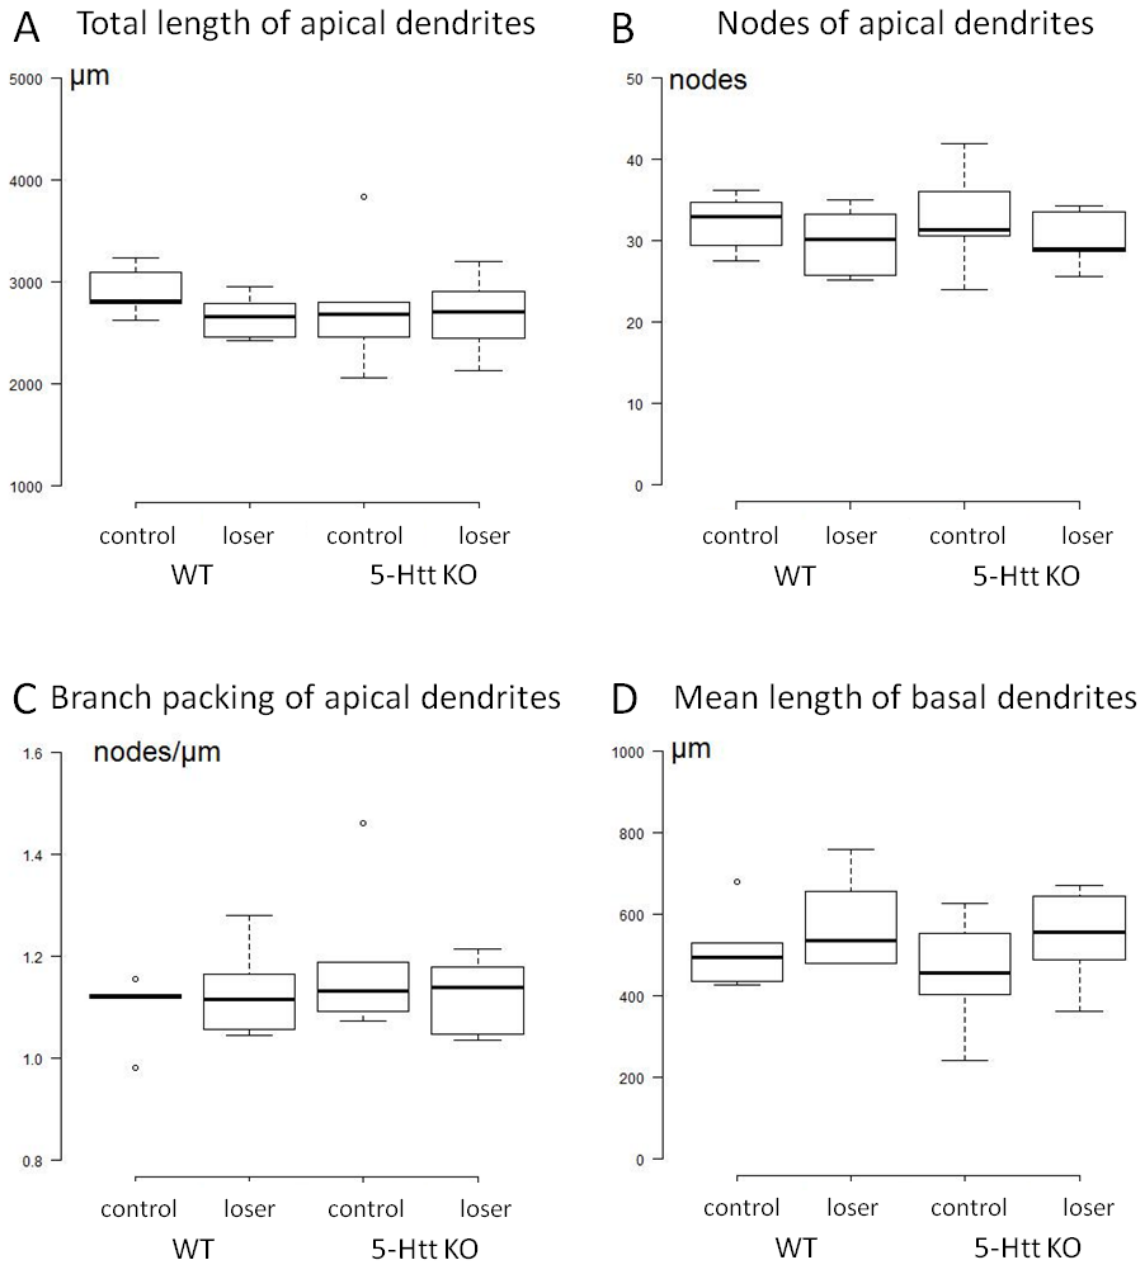 A Total length of apical dendrites
µm
5000
4000
3000
2000
1000
control loser control loser
WT 5-Htt KO
B Nodes of apical dendrites
nodes
50
40
30
20
10
0
control loser control loser
WT 5-Htt KO
C Branch packing of apical dendrites
nodes/µm
1.6
1.4
1.2
1.0
0.8
control loser control loser
WT 5-Htt KO
D Mean length of basal dendrites
µm
1000
800
600
400
200
0
control loser control loser
WT 5-Htt KO